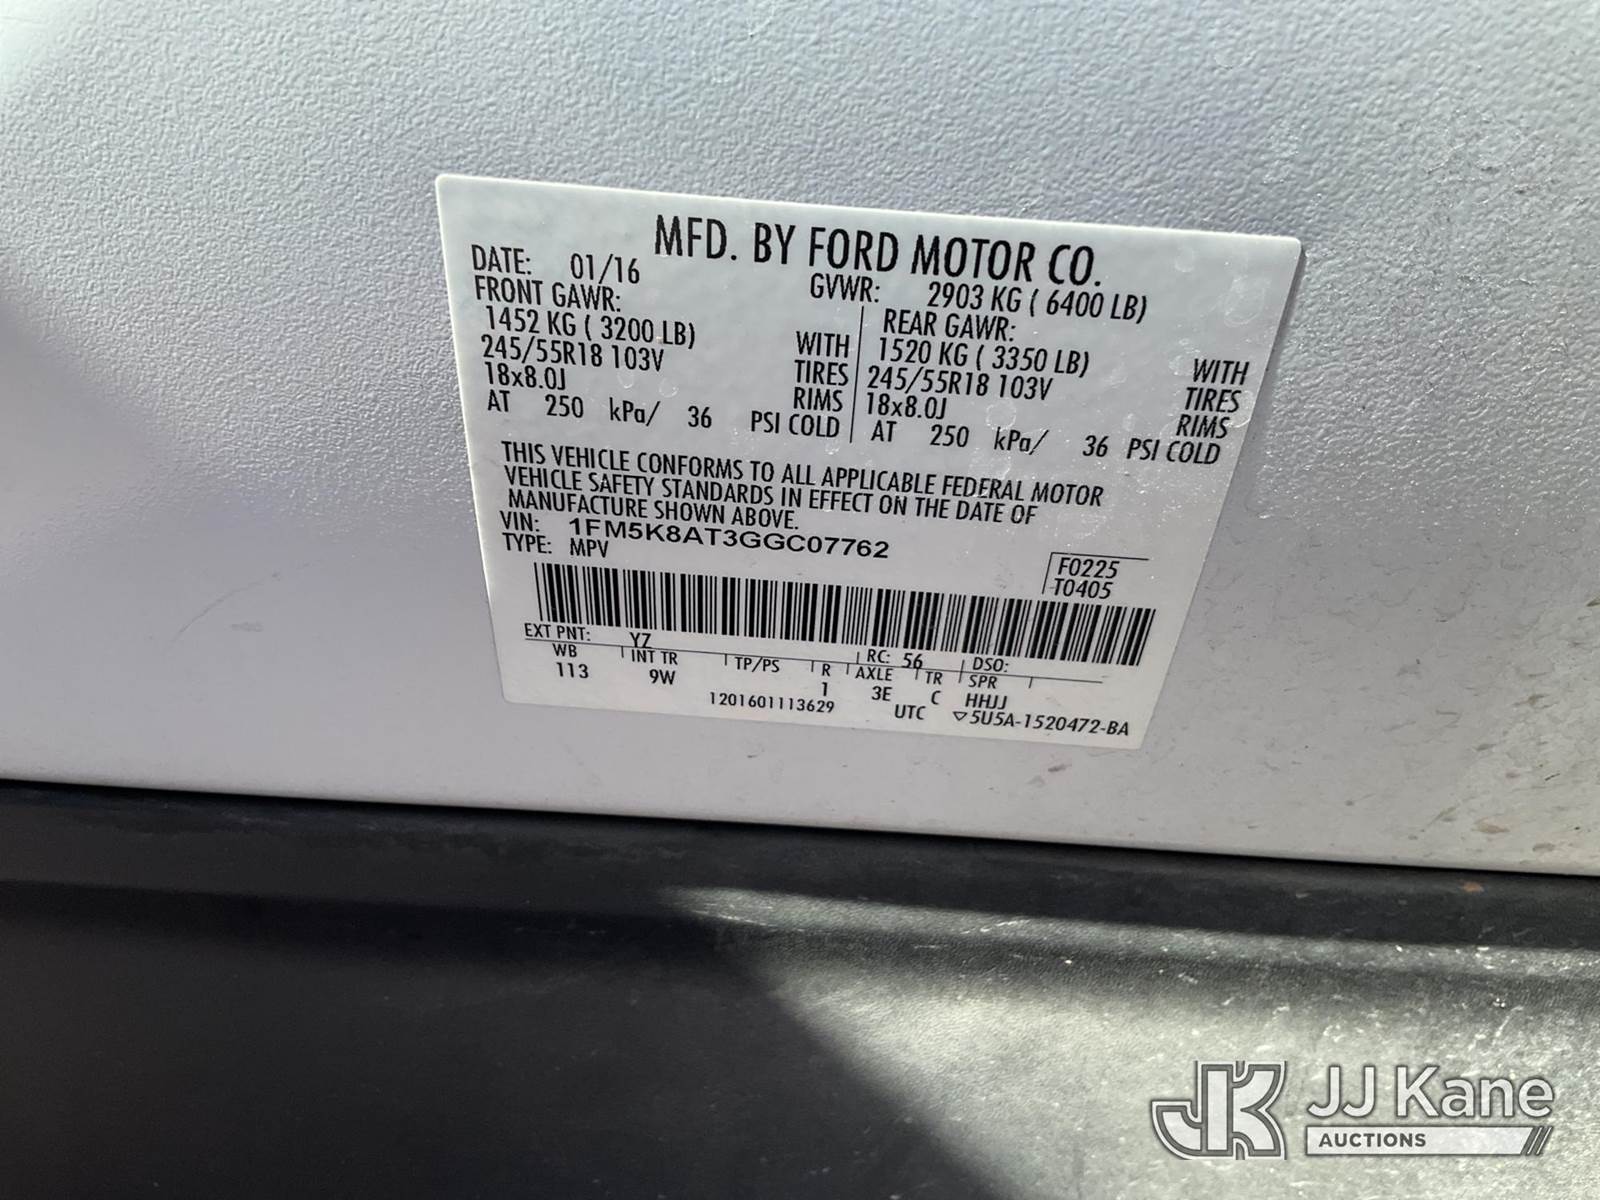 MFD. BY FORD MOTOR CO.
DATE: 01/16 GVWR: 2903 KG ( 6400 LB)
FRONT GAWR: REAR GAWR:
1452 KG ( 3200 LB) WITH 1520 KG ( 3350 LB) WITH
245/55R18 103V TIRES 245/55R18 103V TIRES
18x8.0J RIMS 18x8.0J RIMS
AT 250 kPa/ 36 PSI COLD AT 250 kPa/ 36 PSI COLD
THIS VEHICLE CONFORMS TO ALL APPLICABLE FEDERAL MOTOR
VEHICLE SAFETY STANDARDS IN EFFECT ON THE DATE OF
MANUFACTURE SHOWN ABOVE.
VIN: 1FM5K8AT3GGC07762
TYPE: MPV
F0225
T0405
EXT PNT: YZ RC: 56 DSO:
WB INT TR TP/PS R AXLE TR SPR
113 9W 1 3E C HHJJ
1201601113629 UTC ▽5U5A-1520472-BA
JK JJ Kane
AUCTIONS